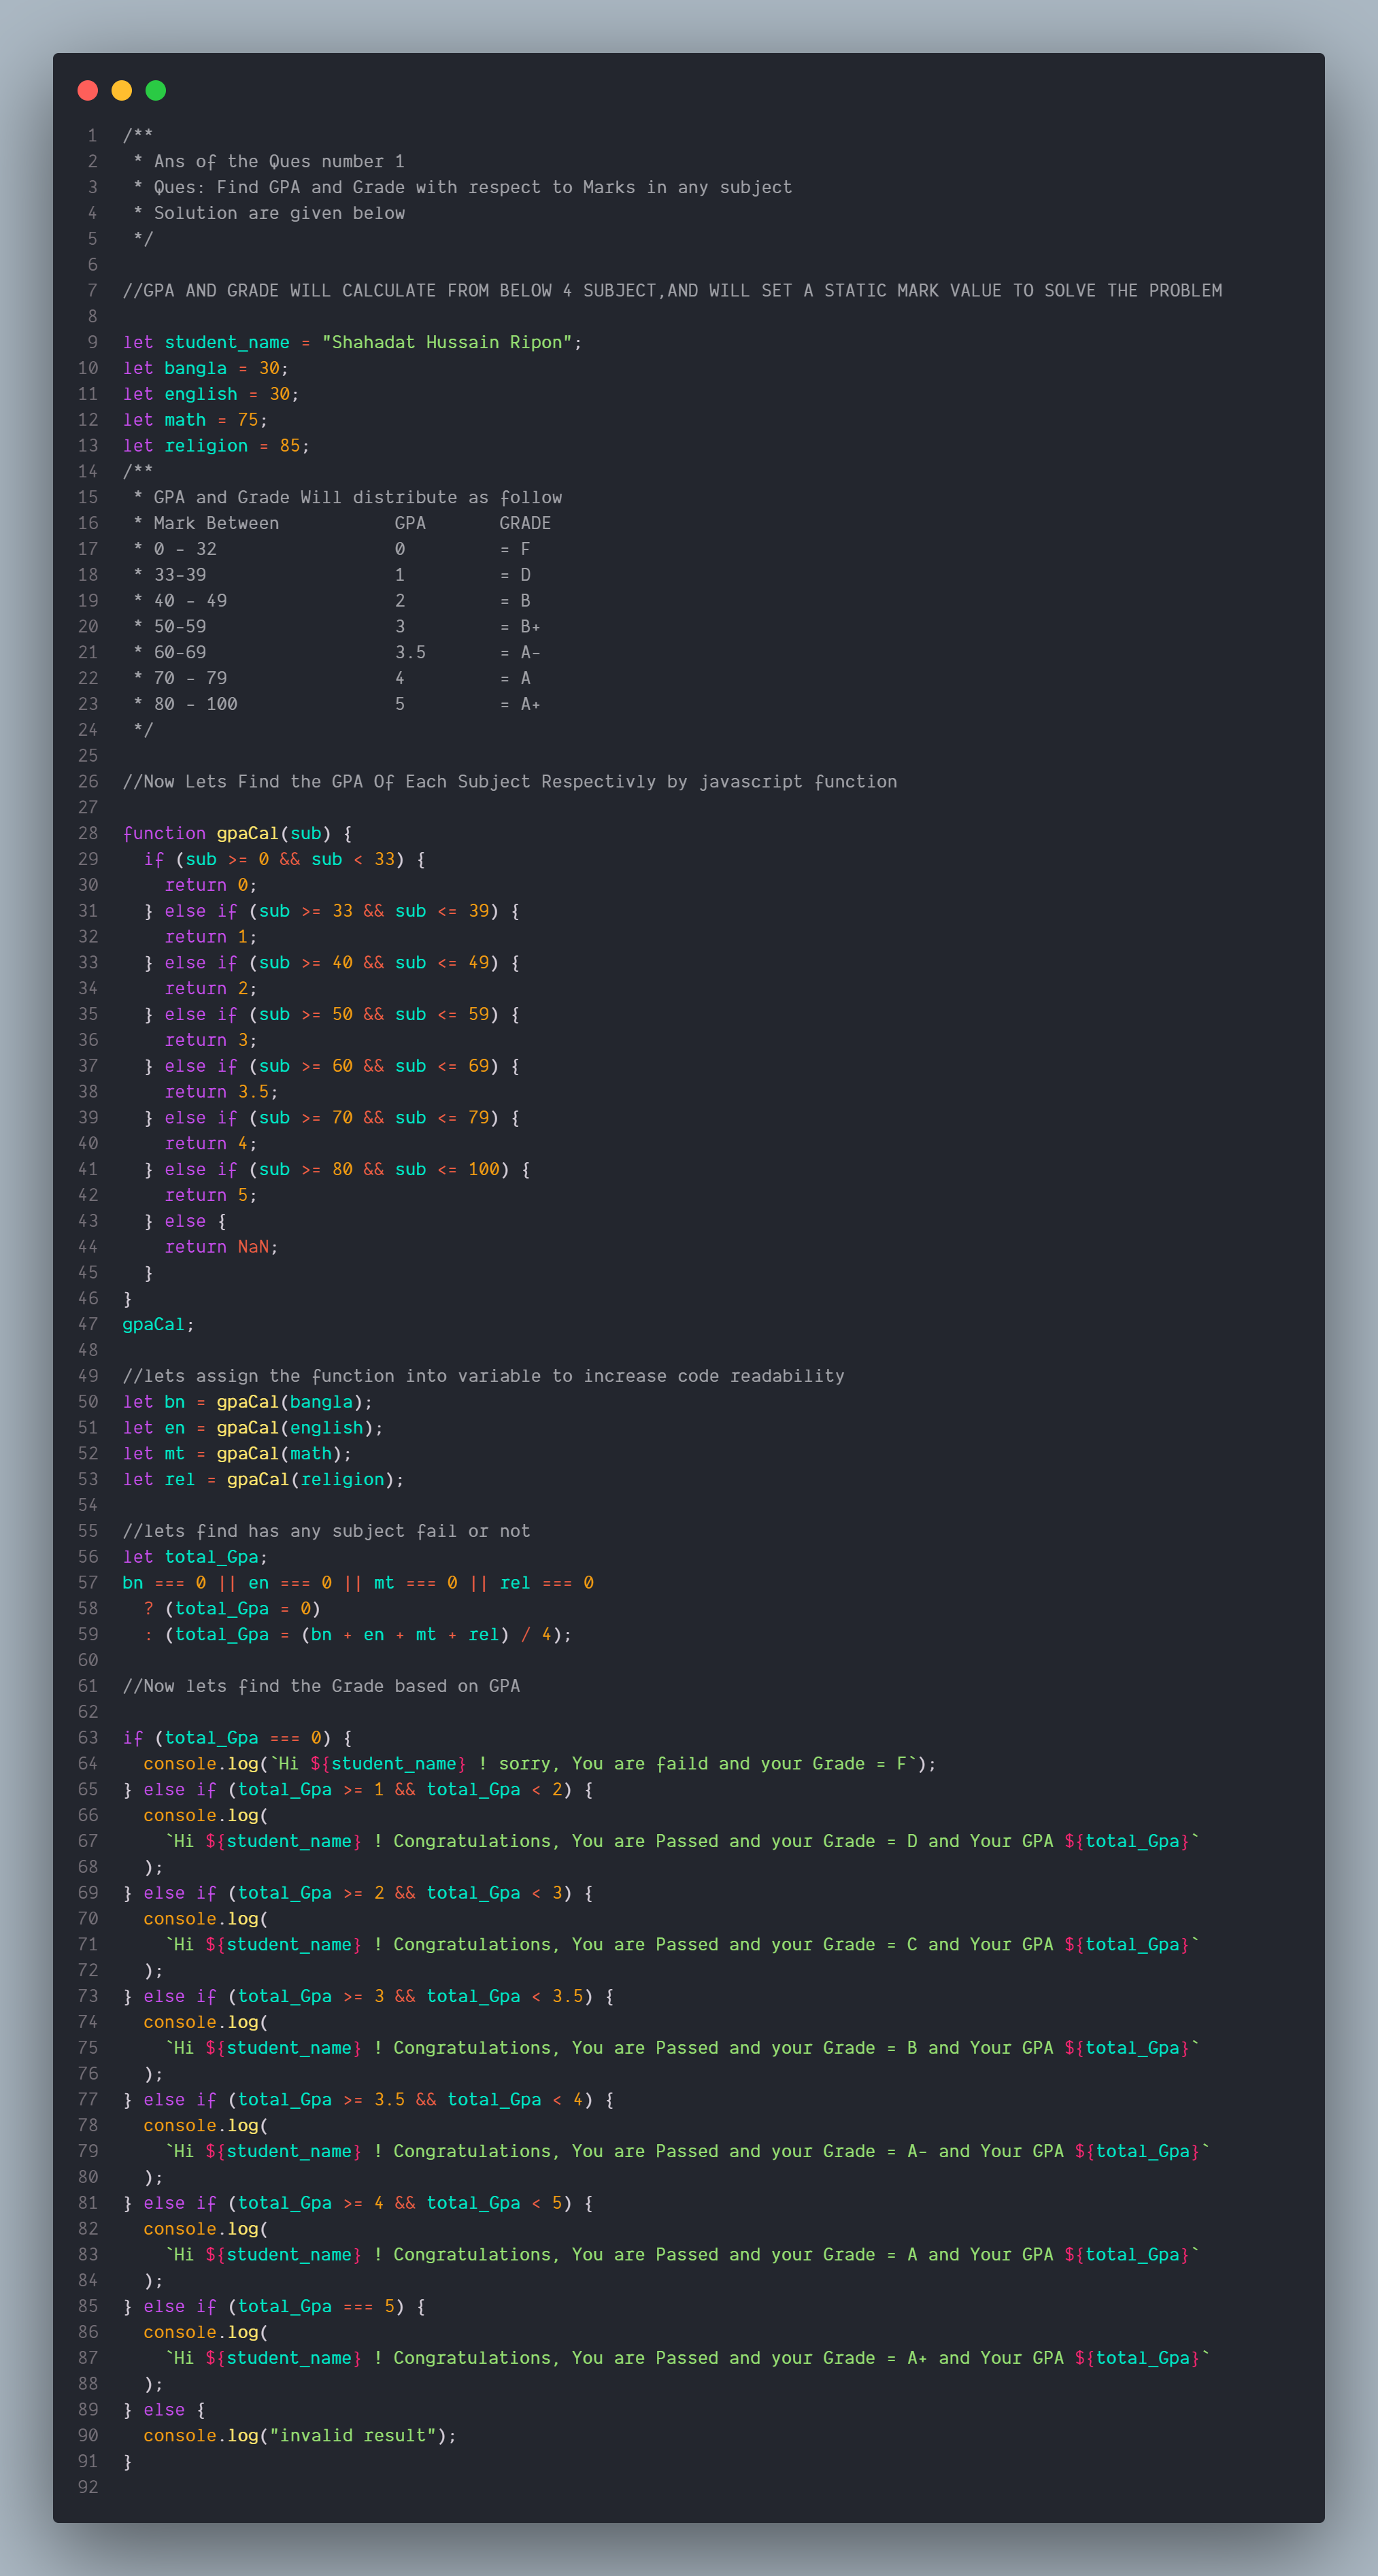 1 /**
2  * Ans of the Ques number 1
3  * Ques: Find GPA and Grade with respect to Marks in any subject
4  * Solution are given below
5  */
6
7 //GPA AND GRADE WILL CALCULATE FROM BELOW 4 SUBJECT,AND WILL SET A STATIC MARK VALUE TO SOLVE THE PROBLEM
8
9 let student_name = "Shahadat Hussain Ripon";
10 let bangla = 30;
11 let english = 30;
12 let math = 75;
13 let religion = 85;
14 /**
15  * GPA and Grade Will distribute as follow
16  * Mark Between           GPA       GRADE
17  * 0 - 32                 0         = F
18  * 33-39                  1         = D
19  * 40 - 49                2         = B
20  * 50-59                  3         = B+
21  * 60-69                  3.5       = A-
22  * 70 - 79                4         = A
23  * 80 - 100               5         = A+
24  */
25
26 //Now Lets Find the GPA Of Each Subject Respectivly by javascript function
27
28 function gpaCal(sub) {
29   if (sub >= 0 && sub < 33) {
30     return 0;
31   } else if (sub >= 33 && sub <= 39) {
32     return 1;
33   } else if (sub >= 40 && sub <= 49) {
34     return 2;
35   } else if (sub >= 50 && sub <= 59) {
36     return 3;
37   } else if (sub >= 60 && sub <= 69) {
38     return 3.5;
39   } else if (sub >= 70 && sub <= 79) {
40     return 4;
41   } else if (sub >= 80 && sub <= 100) {
42     return 5;
43   } else {
44     return NaN;
45   }
46 }
47 gpaCal;
48
49 //lets assign the function into variable to increase code readability
50 let bn = gpaCal(bangla);
51 let en = gpaCal(english);
52 let mt = gpaCal(math);
53 let rel = gpaCal(religion);
54
55 //lets find has any subject fail or not
56 let total_Gpa;
57 bn === 0 || en === 0 || mt === 0 || rel === 0
58   ? (total_Gpa = 0)
59   : (total_Gpa = (bn + en + mt + rel) / 4);
60
61 //Now lets find the Grade based on GPA
62
63 if (total_Gpa === 0) {
64   console.log(`Hi ${student_name} ! sorry, You are faild and your Grade = F`);
65 } else if (total_Gpa >= 1 && total_Gpa < 2) {
66   console.log(
67     `Hi ${student_name} ! Congratulations, You are Passed and your Grade = D and Your GPA ${total_Gpa}`
68   );
69 } else if (total_Gpa >= 2 && total_Gpa < 3) {
70   console.log(
71     `Hi ${student_name} ! Congratulations, You are Passed and your Grade = C and Your GPA ${total_Gpa}`
72   );
73 } else if (total_Gpa >= 3 && total_Gpa < 3.5) {
74   console.log(
75     `Hi ${student_name} ! Congratulations, You are Passed and your Grade = B and Your GPA ${total_Gpa}`
76   );
77 } else if (total_Gpa >= 3.5 && total_Gpa < 4) {
78   console.log(
79     `Hi ${student_name} ! Congratulations, You are Passed and your Grade = A- and Your GPA ${total_Gpa}`
80   );
81 } else if (total_Gpa >= 4 && total_Gpa < 5) {
82   console.log(
83     `Hi ${student_name} ! Congratulations, You are Passed and your Grade = A and Your GPA ${total_Gpa}`
84   );
85 } else if (total_Gpa === 5) {
86   console.log(
87     `Hi ${student_name} ! Congratulations, You are Passed and your Grade = A+ and Your GPA ${total_Gpa}`
88   );
89 } else {
90   console.log("invalid result");
91 }
92